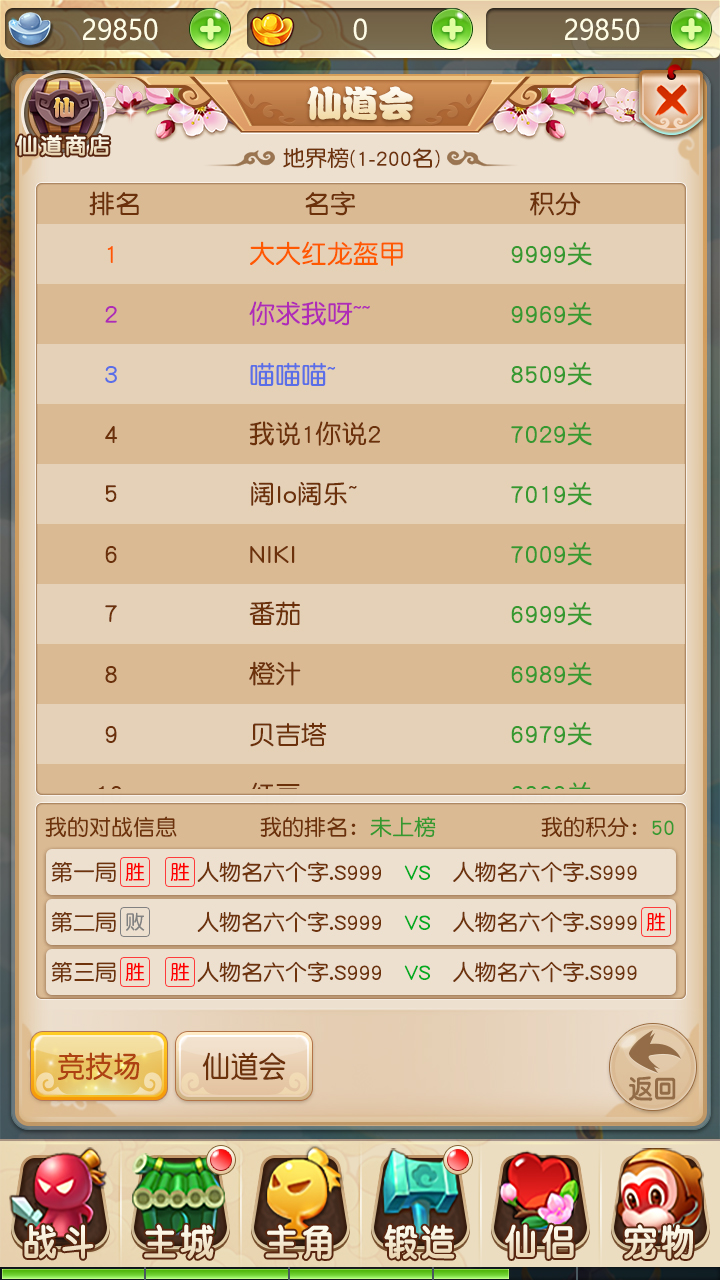 29850 0 29850
仙道会
仙
仙道商店
地界榜(1-200名)
排名 名字 积分
1 大大红龙盔甲 9999关
2 你求我呀~~ 9969关
3 喵喵喵~ 8509关
4 我说1你说2 7029关
5 阔lo阔乐~ 7019关
6 NIKI 7009关
7 番茄 6999关
8 橙汁 6989关
9 贝吉塔 6979关
我的对战信息 我的排名：未上榜 我的积分：50
第一局 胜 胜 人物名六个字.S999 VS 人物名六个字.S999
第二局 败 人物名六个字.S999 VS 人物名六个字.S999 胜
第三局 胜 胜 人物名六个字.S999 VS 人物名六个字.S999
竞技场 仙道会 返回
战斗 主城 主角 锻造 仙侣 宠物